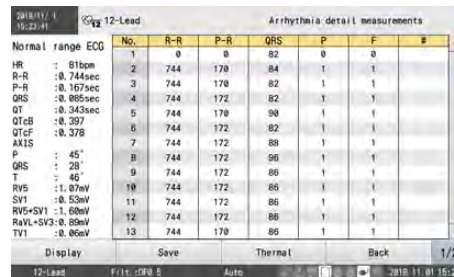 2018/11/ 1
15:23:41
12-Lead
Arrhythmia detail measurements
Normal range ECG
HR : 81bpm
R-R :0.744sec
P-R :0.167sec
QRS :0.085sec
QT :0.343sec
QTcB :0.397
QTcF :0.378
AXIS
P : 45°
QRS : 28°
T : 46°
RV5 :1.07mV
SV1 :0.53mV
RV5+SV1 :1.60mV
RaVL+SV3:0.89mV
TV1 :0.06mV
No. R-R P-R QRS P F #
1 0 0 82 0 0
2 744 170 84 1 1
3 744 170 84 1 1
4 744 172 82 1 1
5 744 170 90 1 1
6 744 172 82 1 1
7 744 172 88 1 1
8 744 172 96 1 1
9 744 172 86 1 1
10 744 172 86 1 1
11 744 172 86 1 1
12 744 172 86 1 1
13 744 172 86 1 1
Display Save Thermal Back 1/2
12-Lead Filt.:OFF Auto 2018 11 01 15:2